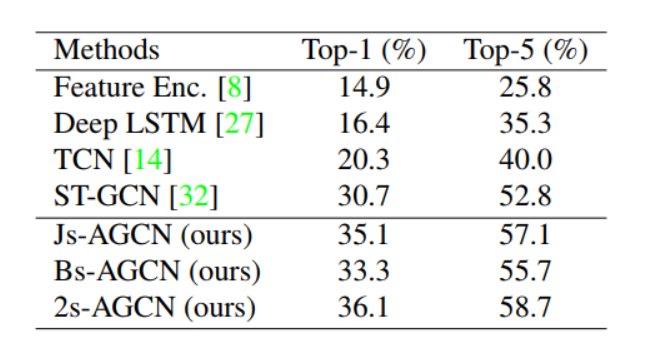 Methods Top-1 (%) Top-5 (%)
Feature Enc. [8] 14.9 25.8
Deep LSTM [27] 16.4 35.3
TCN [14] 20.3 40.0
ST-GCN [32] 30.7 52.8
Js-AGCN (ours) 35.1 57.1
Bs-AGCN (ours) 33.3 55.7
2s-AGCN (ours) 36.1 58.7